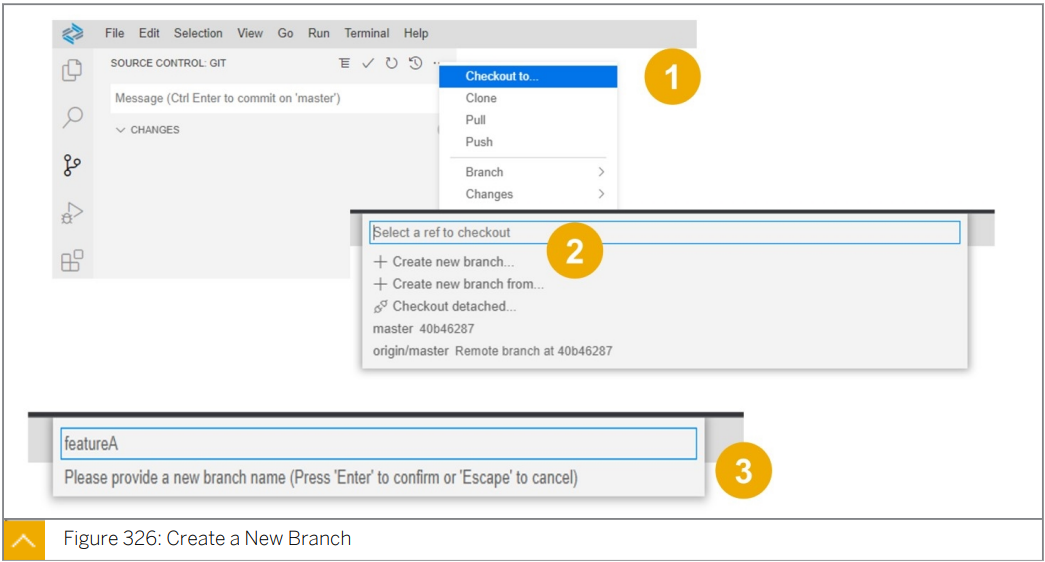 File Edit Selection View Go Run Terminal Help
SOURCE CONTROL: GIT
Message (Ctrl Enter to commit on 'master')
CHANGES
1
Checkout to...
Clone
Pull
Push
Branch
Changes
2
Select a ref to checkout
Create new branch...
Create new branch from...
Checkout detached...
master 40b46287
origin/master Remote branch at 40b46287
featureA
Please provide a new branch name (Press 'Enter' to confirm or 'Escape' to cancel)
3
Figure 326: Create a New Branch